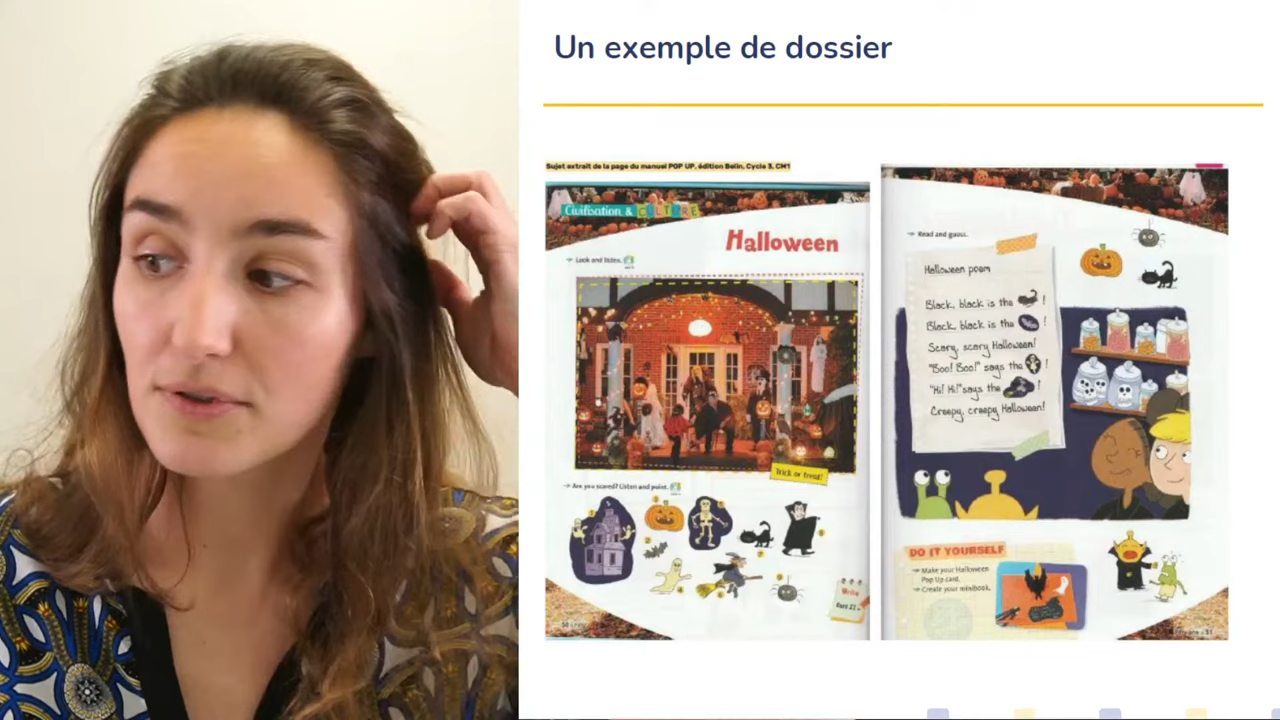 Un exemple de dossier
Sujet extrait de la page du manuel POP UP, édition Belin, Cycle 3, CM1
Civilisation & CULTURE
Halloween
Look and listen.
Trick or treat!
Are you scared? Listen and point.
Write
Read and guess.
Halloween poem
Black, black is the !
Black, black is the !
Scary, scary Halloween!
"Boo! Boo!" says the !
"Hi! Hi!" says the !
Creepy, creepy Halloween!
DO IT YOURSELF
Make your Halloween
Pop Up card.
Create your minibook.